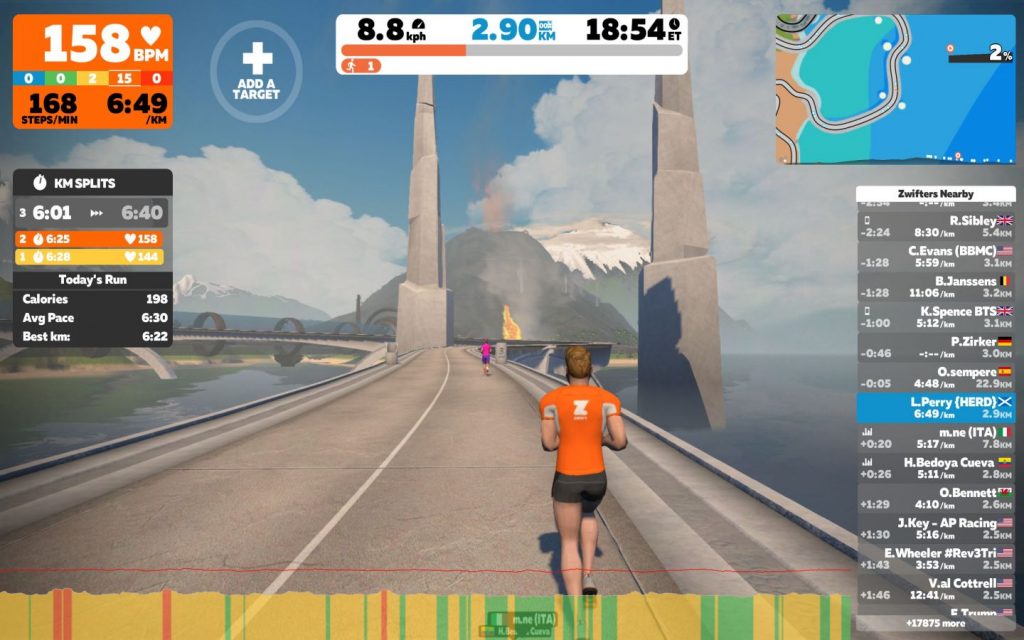 158 BPM
0 0 2 15 0
168 6:49
STEPS/MIN /KM
ADD A
TARGET
8.8 kph 2.90 KM 18:54 ET
1
2%
KM SPLITS
3 6:01 6:40
2 6:25 158
1 6:28 144
Today's Run
Calories 198
Avg Pace 6:30
Best km: 6:22
Zwifters Nearby
R.Sibley
-2:24 8:30/km 5.4KM
C.Evans (BBMC)
-1:28 5:59/km 3.1KM
B.Janssens
-1:28 11:06/km 3.2KM
K.Spence BTS
-1:00 5:12/km 3.1KM
P.Zirker
-0:46 -:--/km 3.0KM
O.sempere
-0:05 4:48/km 22.9KM
L.Perry {HERD}
6:49/km 2.9KM
m.ne (ITA)
+0:20 5:17/km 7.8KM
H.Bedoya Cueva
+0:26 5:11/km 2.8KM
O.Bennett
+1:29 4:10/km 2.6KM
J.Key - AP Racing
+1:30 5:16/km 2.5KM
E.Wheeler #Rev3Tri
+1:43 3:53/km 2.5KM
V.al Cottrell
+1:46 12:41/km 2.5KM
+17875 more
m.ne (ITA)
Cueva